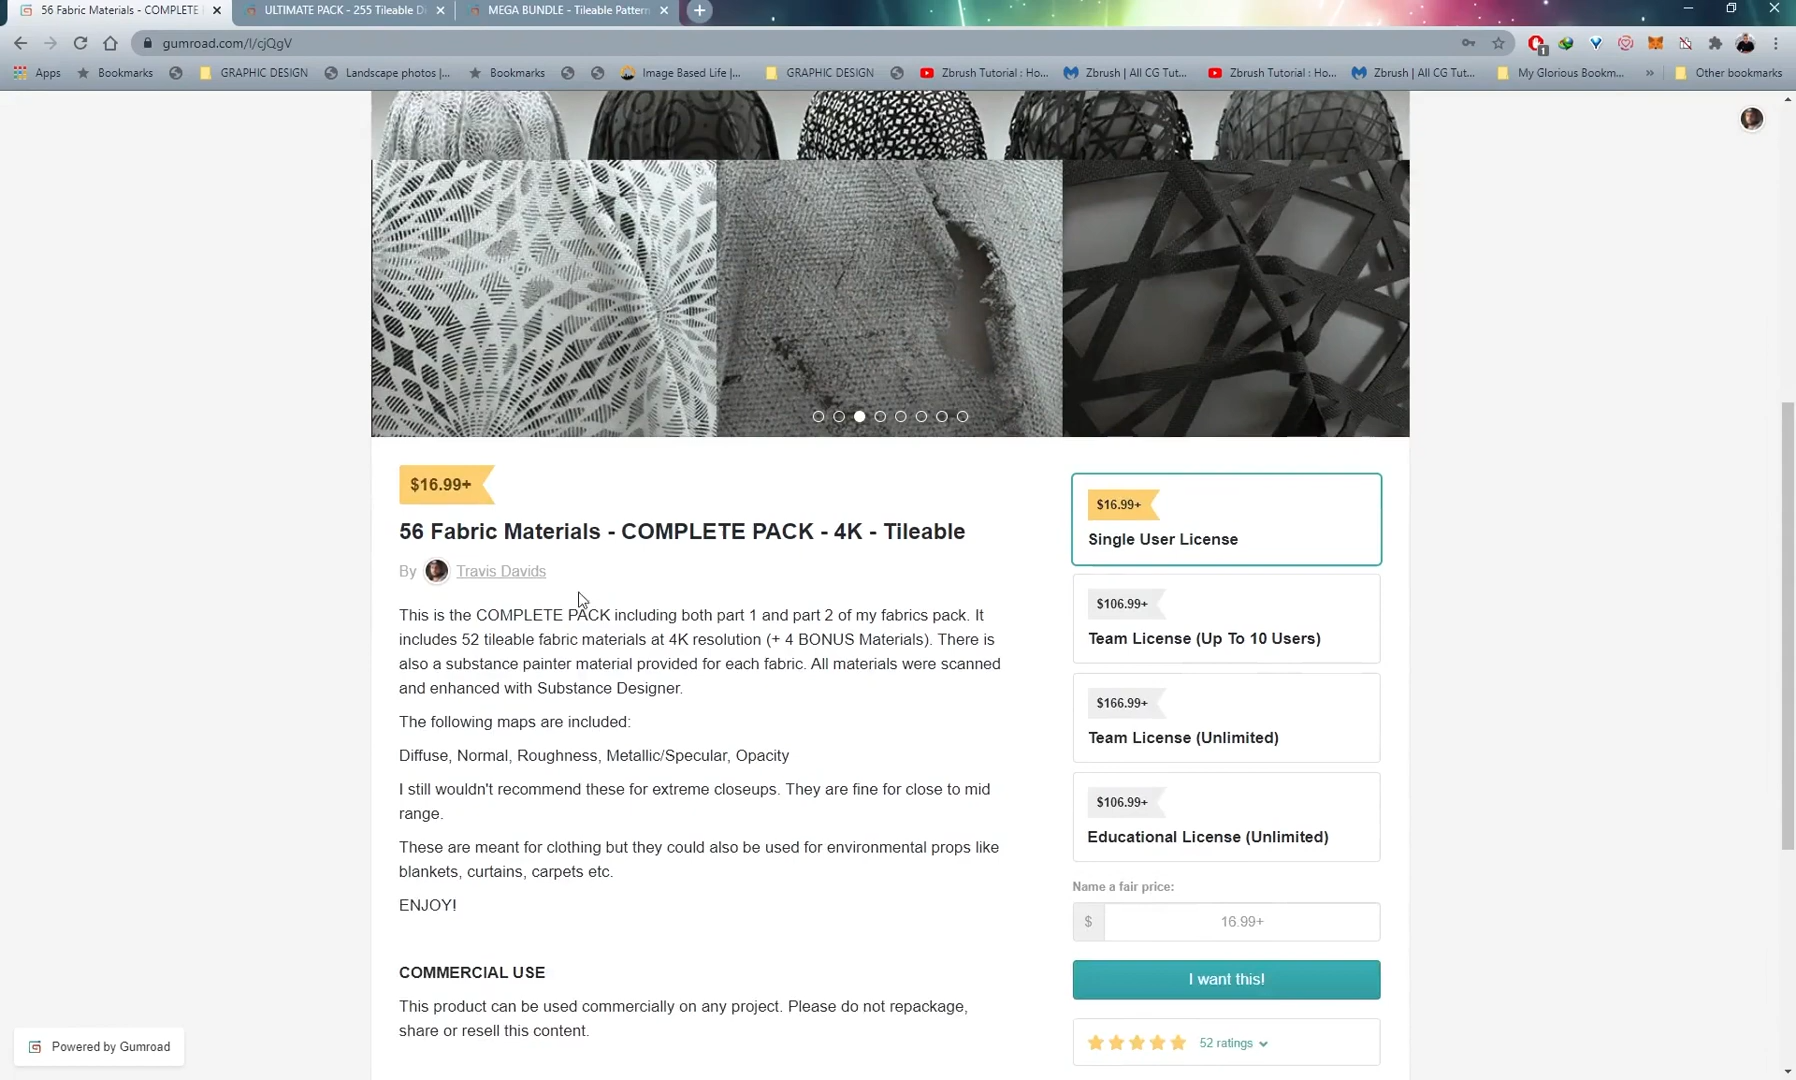 56 Fabric Materials - COMPLETE
ULTIMATE PACK - 255 Tileable D
MEGA BUNDLE - Tileable Pattern
gumroad.com/l/cjQgV
1
Apps
Bookmarks
GRAPHIC DESIGN
Landscape photos |...
Bookmarks
Image Based Life |...
GRAPHIC DESIGN
Zbrush Tutorial : Ho...
Zbrush | All CG Tut...
Zbrush Tutorial : Ho...
Zbrush | All CG Tut...
My Glorious Bookm...
»
Other bookmarks
$16.99+
56 Fabric Materials - COMPLETE PACK - 4K - Tileable
By Travis Davids
This is the COMPLETE PACK including both part 1 and part 2 of my fabrics pack. It
includes 52 tileable fabric materials at 4K resolution (+ 4 BONUS Materials). There is
also a substance painter material provided for each fabric. All materials were scanned
and enhanced with Substance Designer.
The following maps are included:
Diffuse, Normal, Roughness, Metallic/Specular, Opacity
I still wouldn't recommend these for extreme closeups. They are fine for close to mid
range.
These are meant for clothing but they could also be used for environmental props like
blankets, curtains, carpets etc.
ENJOY!
COMMERCIAL USE
This product can be used commercially on any project. Please do not repackage,
share or resell this content.
$16.99+
Single User License
$106.99+
Team License (Up To 10 Users)
$166.99+
Team License (Unlimited)
$106.99+
Educational License (Unlimited)
Name a fair price:
$ 16.99+
I want this!
52 ratings
Powered by Gumroad